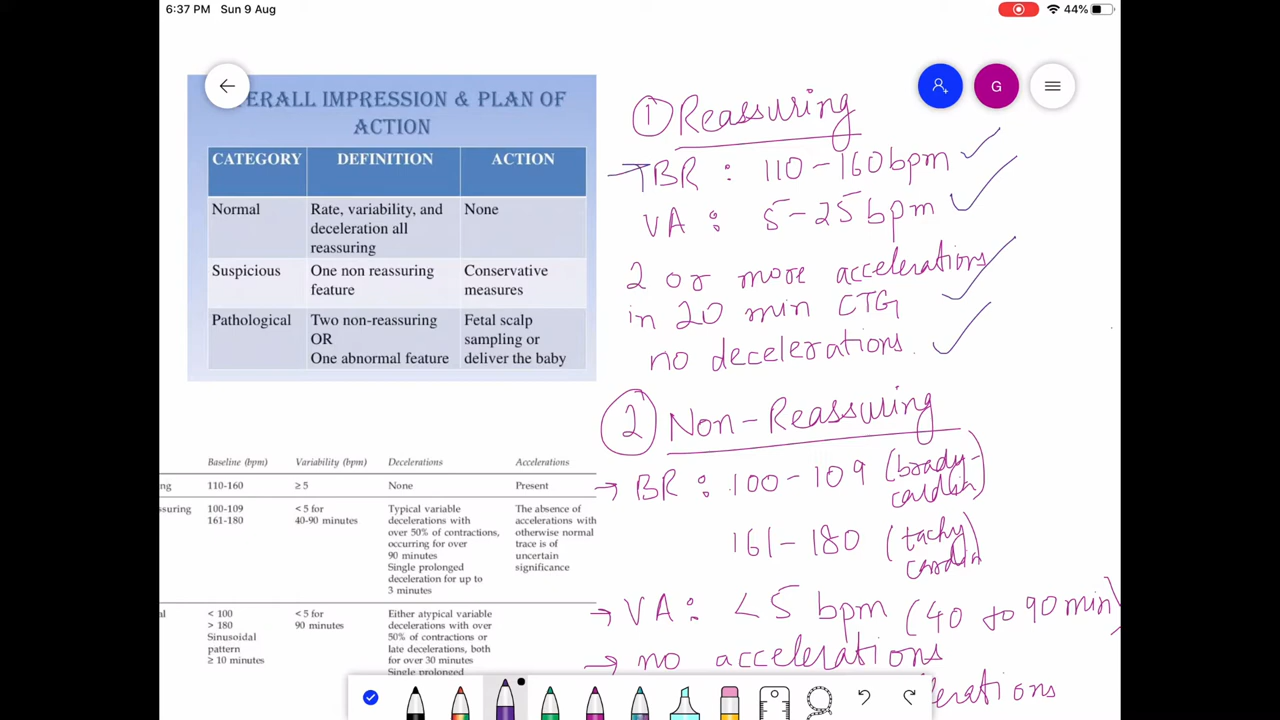 6:37 PM Sun 9 Aug
44%
ERALL IMPRESSION & PLAN OF
ACTION
CATEGORY DEFINITION ACTION
Normal Rate, variability, and None
deceleration all
reassuring
Suspicious One non reassuring Conservative
feature measures
Pathological Two non-reassuring Fetal scalp
OR sampling or
One abnormal feature deliver the baby
G
① Reassuring
BR : 110-160bpm
VA : 5-25bpm
2 or more accelerations
in 20 min CTG
no decelerations.
② Non-Reassuring
→ BR : 100-109 (brady-
cardia)
161-180 (tachy
cardia)
→ VA: <5 bpm (40 to 90 min)
→ no accelerations
erations
Baseline (bpm) Variability (bpm) Decelerations Accelerations
ng 110-160 ≥ 5 None Present
ssuring 100-109 < 5 for Typical variable The absence of
161-180 40-90 minutes decelerations with accelerations with
over 50% of contractions, otherwise normal
occurring for over trace is of
90 minutes uncertain
Single prolonged significance
deceleration for up to
3 minutes
al < 100 < 5 for Either atypical variable
> 180 90 minutes decelerations with over
Sinusoidal 50% of contractions or
pattern late decelerations, both
≥ 10 minutes for over 30 minutes
Single prolonged